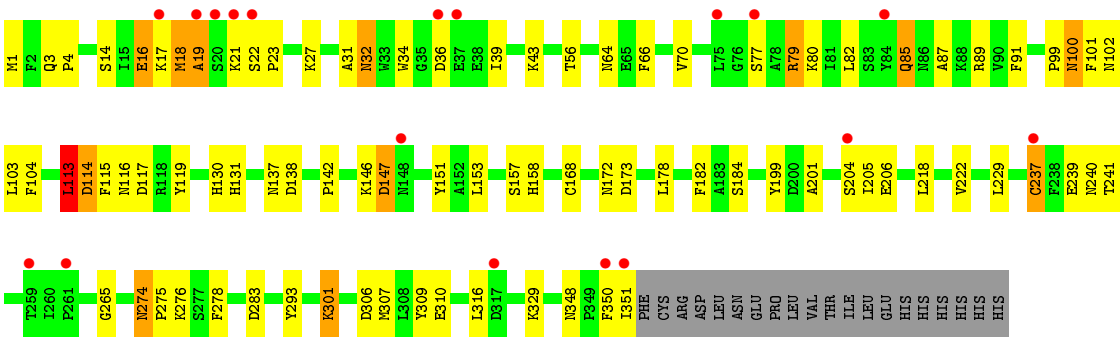 M1 F2 Q3 P4 S14 I15 E16 K17 M18 A19 S20 K21 S22 P23 K27 A31 N32 W33 W34 G35 D36 E37 E38 I39 K43 T56 N64 E65 F66 V70 L75 G76 S77 A78 R79 K80 I81 L82 S83 Y84 Q85 N86 A87 K88 R89 V90 F91 P99 N100 F101 N102
L103 F104 L113 D114 F115 N116 D117 R118 Y119 H130 H131 N137 D138 P142 K146 D147 N148 Y151 A152 L153 S157 H158 C168 N172 D173 L178 F182 A183 S184 Y199 D200 A201 S204 I205 E206 L218 V222 L229 C237 F238 E239 N240 T241
T259 I260 P261 G265 N274 P275 K276 S277 F278 D283 Y293 K301 D306 M307 L308 Y309 E310 L316 D317 K329 N348 P349 F350 I351 PHE CYS ARG ASP ASP LEU ASN GLU PRO LEU VAL THR ILE LEU GLU HIS HIS HIS HIS HIS HIS